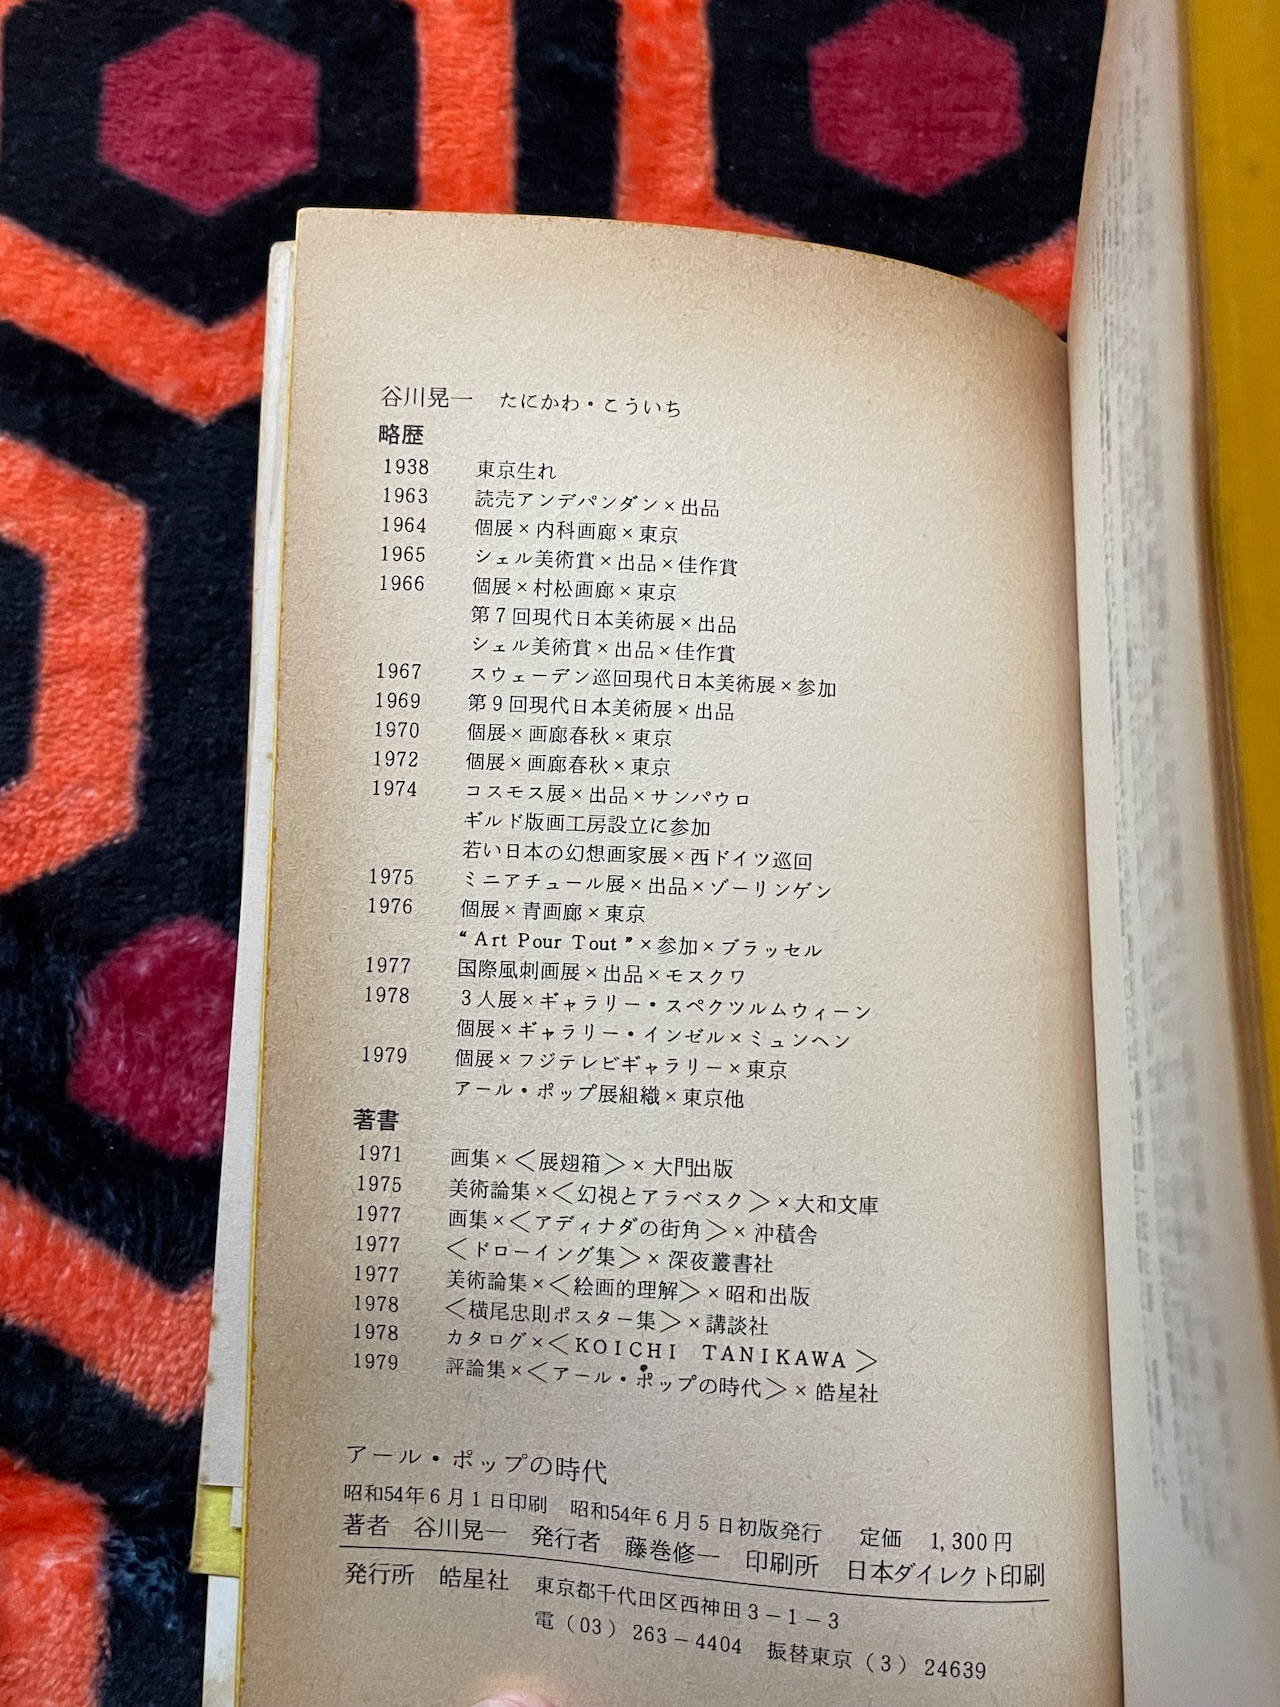 谷川晃一　たにかわ・こういち
略歴
1938　東京生れ
1963　読売アンデパンダン×出品
1964　個展×内科画廊×東京
1965　シェル美術賞×出品×佳作賞
1966　個展×村松画廊×東京
第7回現代日本美術展×出品
シェル美術賞×出品×佳作賞
1967　スウェーデン巡回現代日本美術展×参加
1969　第9回現代日本美術展×出品
1970　個展×画廊春秋×東京
1972　個展×画廊春秋×東京
1974　コスモス展×出品×サンパウロ
ギルド版画工房設立に参加
若い日本の幻想画家展×西ドイツ巡回
1975　ミニアチュール展×出品×ゾーリンゲン
1976　個展×青画廊×東京
“Art Pour Tout”×参加×ブラッセル
1977　国際風刺画展×出品×モスクワ
1978　3人展×ギャラリー・スペクツルムウィーン
個展×ギャラリー・インゼル×ミュンヘン
1979　個展×フジテレビギャラリー×東京
アール・ポップ展組織×東京他
著書
1971　画集×＜展翅箱＞×大門出版
1975　美術論集×＜幻視とアラベスク＞×大和文庫
1977　画集×＜アディナダの街角＞×沖積舎
1977　＜ドローイング集＞×深夜叢書社
1977　美術論集×＜絵画的理解＞×昭和出版
1978　＜横尾忠則ポスター集＞×講談社
1978　カタログ×＜KOICHI TANIKAWA＞
1979　評論集×＜アール・ポップの時代＞×皓星社
アール・ポップの時代
昭和54年6月1日印刷　昭和54年6月5日初版発行　定価　1,300円
著者　谷川晃一　発行者　藤巻修一　印刷所　日本ダイレクト印刷
発行所　皓星社　東京都千代田区西神田3－1－3
電（03）263－4404　振替東京（3）24639